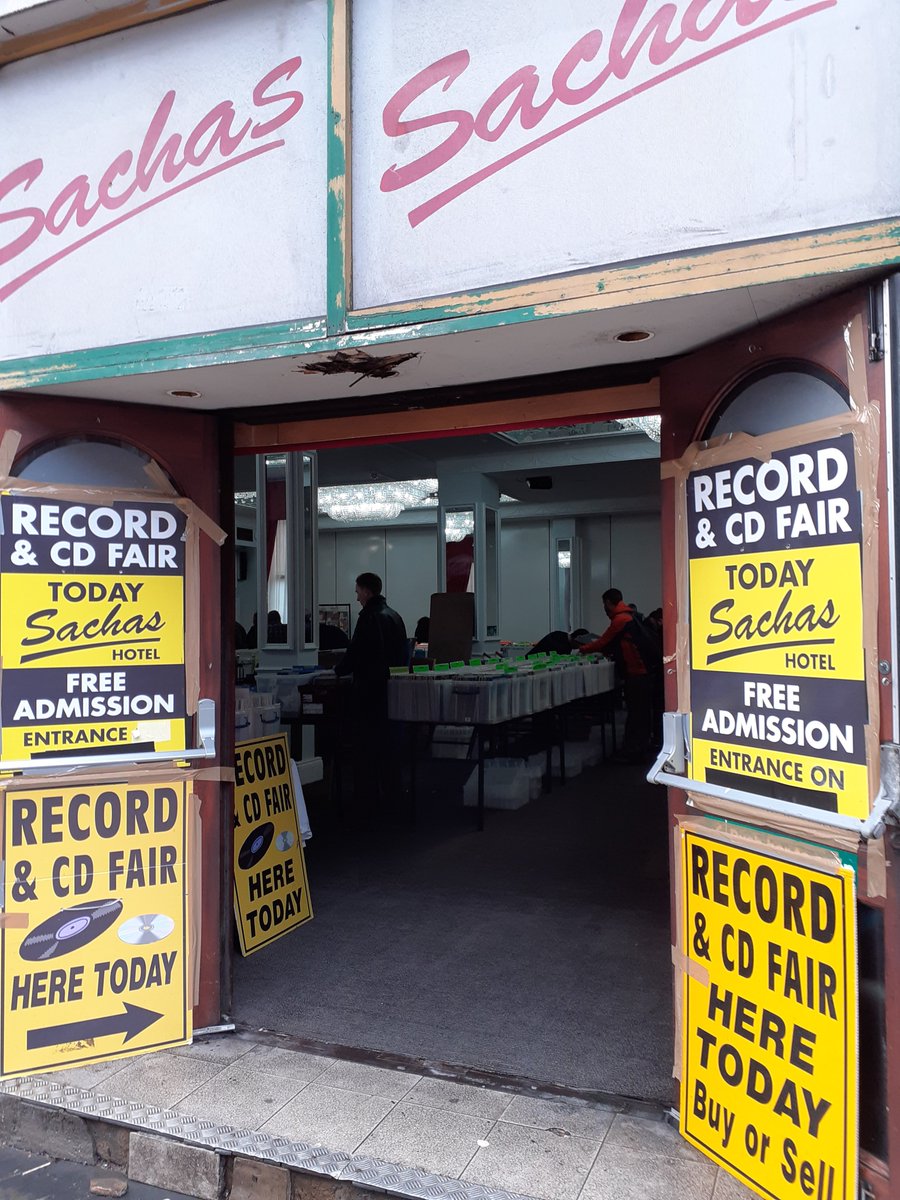 Sachas
Sachas
RECORD
& CD FAIR
TODAY
Sachas
HOTEL
FREE
ADMISSION
ENTRANCE
RECORD
& CD FAIR
HERE TODAY
RECORD
& CD FAIR
HERE
TODAY
RECORD
& CD FAIR
TODAY
Sachas
HOTEL
FREE
ADMISSION
ENTRANCE ON
RECORD
& CD FAIR
HERE
TODAY
Buy or Sell